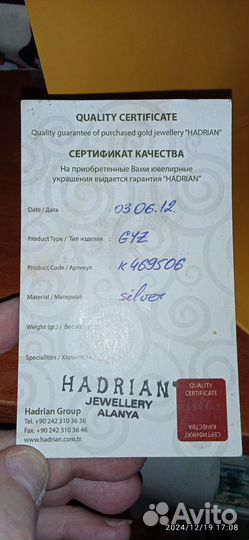 QUALITY CERTIFICATE
Quality guarantee of purchased gold jewellery "HADRIAN"
СЕРТИФИКАТ КАЧЕСТВА
На приобретенные Вами ювелирные
украшения выдается гарантия "HADRIAN"
Date / Дата : 03.06.12.
Product Type / Тип изделия : GYZ.
Product Code / Артикул : K469506
Material / Материал : silver
Weight (gr.) / Вес
Specialities /
HADRIAN
JEWELLERY
ALANYA
Hadrian Group
Tel. +90 242 310 36 36
Fax. +90 242 310 36 46
www.hadrian.com.tr
QUALITY
CERTIFICATE
СЕРТИФИКАТ
КАЧЕСТВА
Avito
2024/12/19 17:08